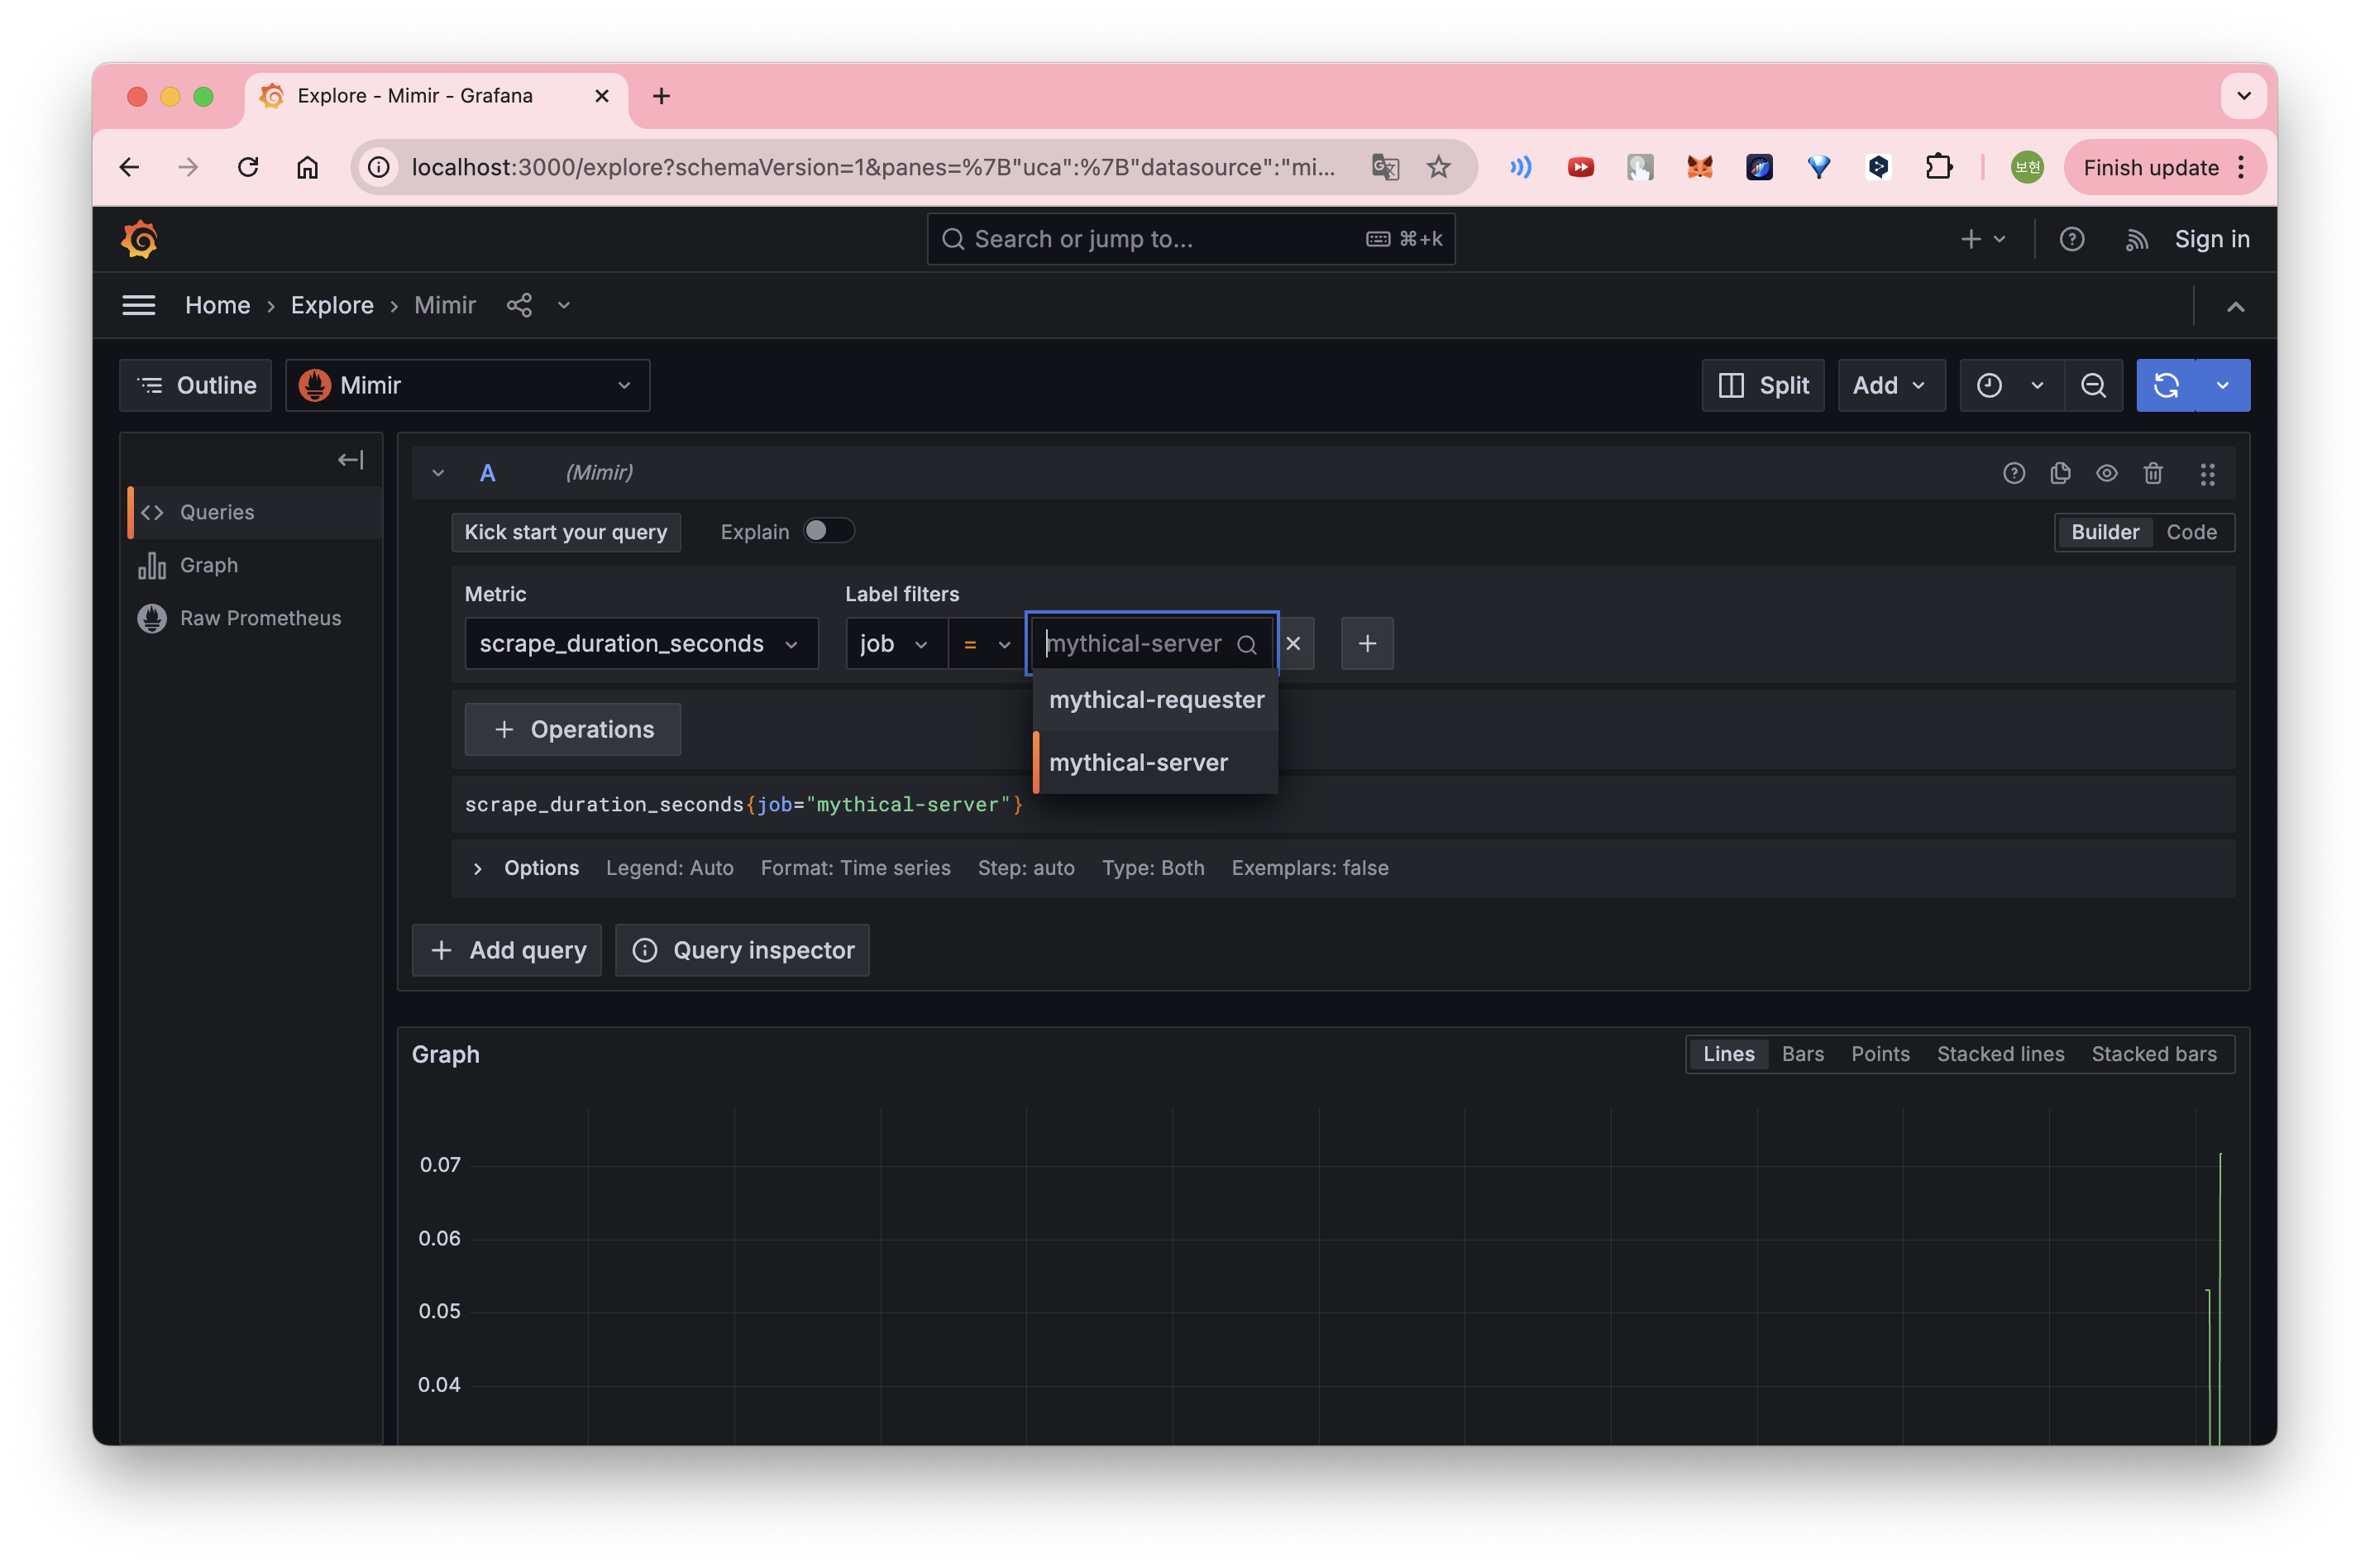 Explore - Mimir - Grafana
localhost:3000/explore?schemaVersion=1&panes=%7B"uca":%7B"datasource":"mi...
보현
Finish update
Search or jump to...
⌘+k
Sign in
Home › Explore › Mimir
Outline
Mimir
Split
Add
A
(Mimir)
Queries
Graph
Raw Prometheus
Kick start your query
Explain
Builder
Code
Metric
Label filters
scrape_duration_seconds
job
=
mythical-server
mythical-requester
mythical-server
+ Operations
scrape_duration_seconds{job="mythical-server"}
Options
Legend: Auto
Format: Time series
Step: auto
Type: Both
Exemplars: false
+ Add query
Query inspector
Graph
Lines
Bars
Points
Stacked lines
Stacked bars
0.07
0.06
0.05
0.04